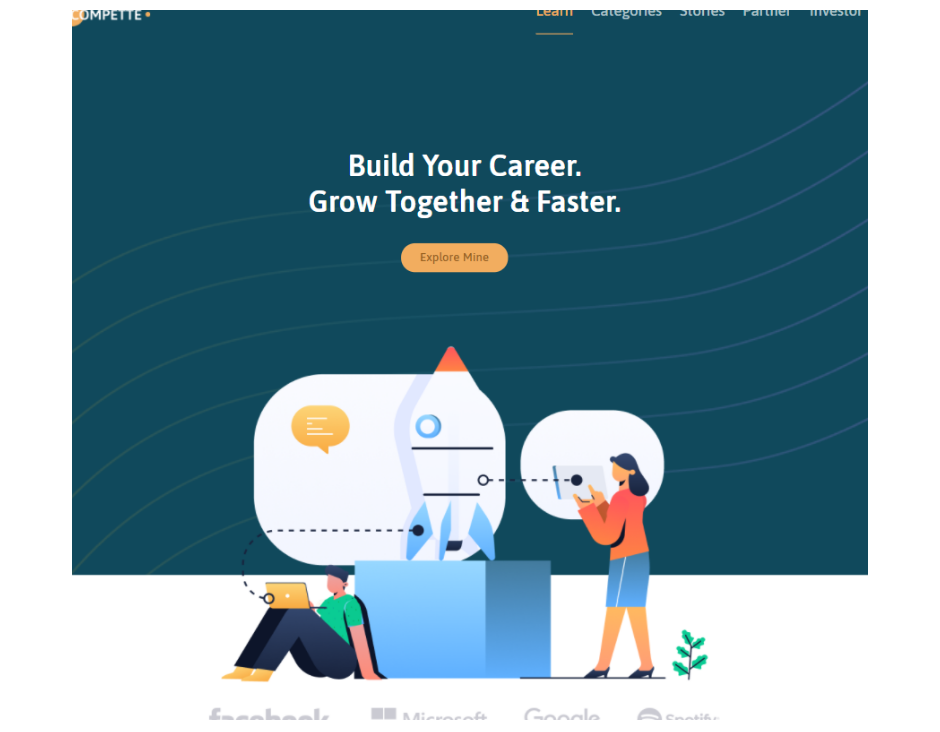 COMPETTE
Learn Categories Stories Partner Investor
Build Your Career.
Grow Together & Faster.
Explore Mine
facebook Microsoft Google Spotify